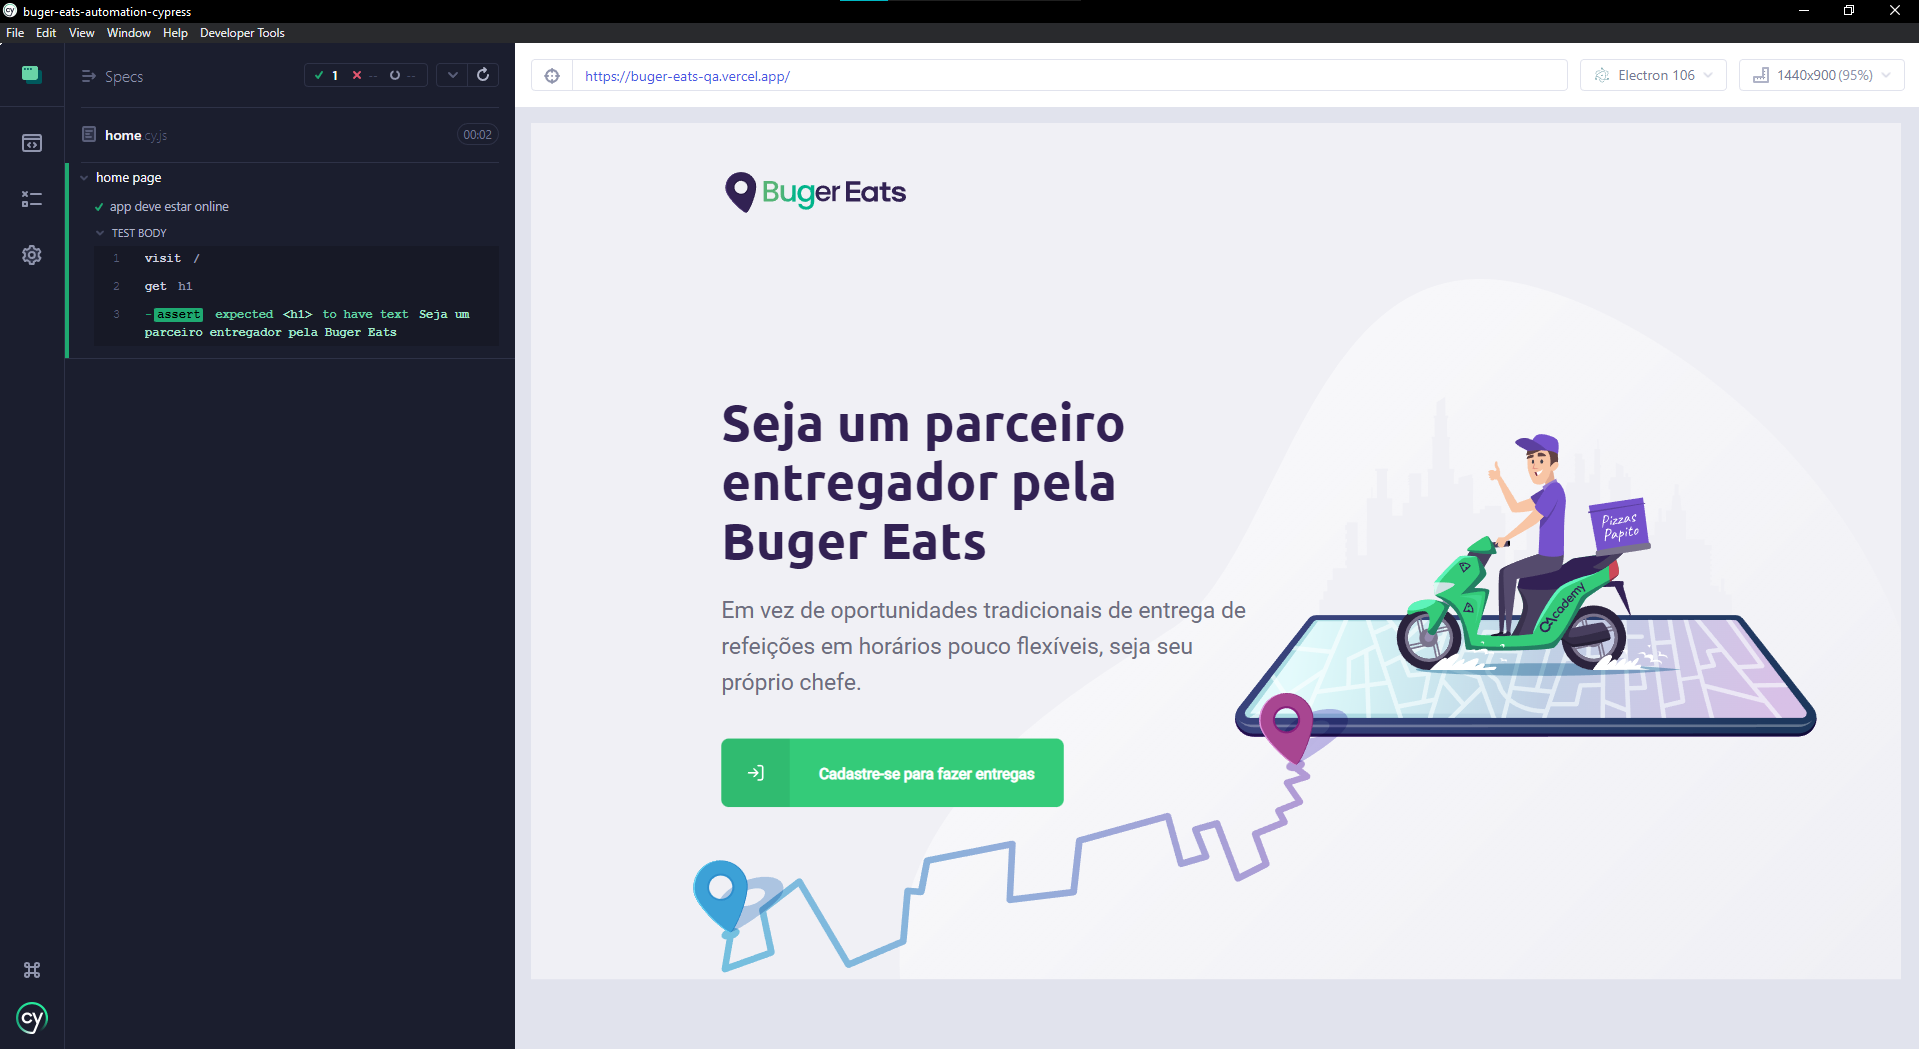 buger-eats-automation-cypress
File Edit View Window Help Developer Tools
Specs
1 -- --
https://buger-eats-qa.vercel.app/
Electron 106
1440x900 (95%)
home cy.js
00:02
home page
app deve estar online
TEST BODY
1 visit /
2 get h1
3 -assert expected <h1> to have text Seja um
parceiro entregador pela Buger Eats
cy
Buger Eats
Seja um parceiro
entregador pela
Buger Eats
Em vez de oportunidades tradicionais de entrega de
refeições em horários pouco flexíveis, seja seu
próprio chefe.
Cadastre-se para fazer entregas
Pizzas
Papito
QAcademy